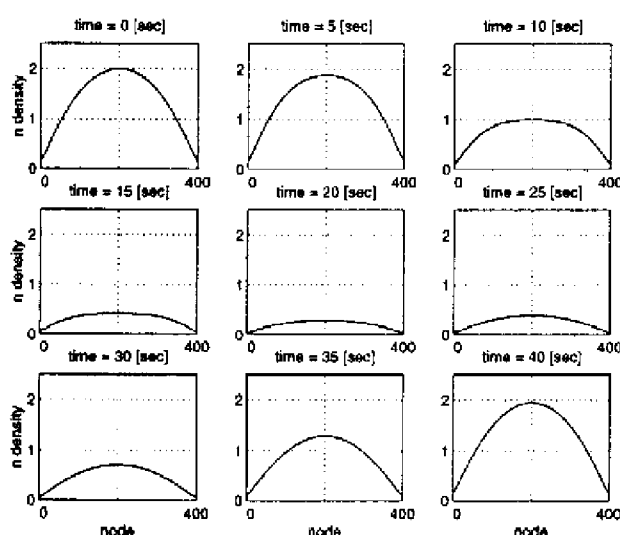 time = 0 [sec] time = 5 [sec] time = 10 [sec]
n density 2 1 0
0 400 0 400 0 400
2 1 0 2 1 0
time = 15 [sec] time = 20 [sec] time = 25 [sec]
n density 2 1 0
0 400 0 400 0 400
2 1 0 2 1 0
time = 30 [sec] time = 35 [sec] time = 40 [sec]
n density 2 1 0
0 400 0 400 0 400
2 1 0 2 1 0
node node node